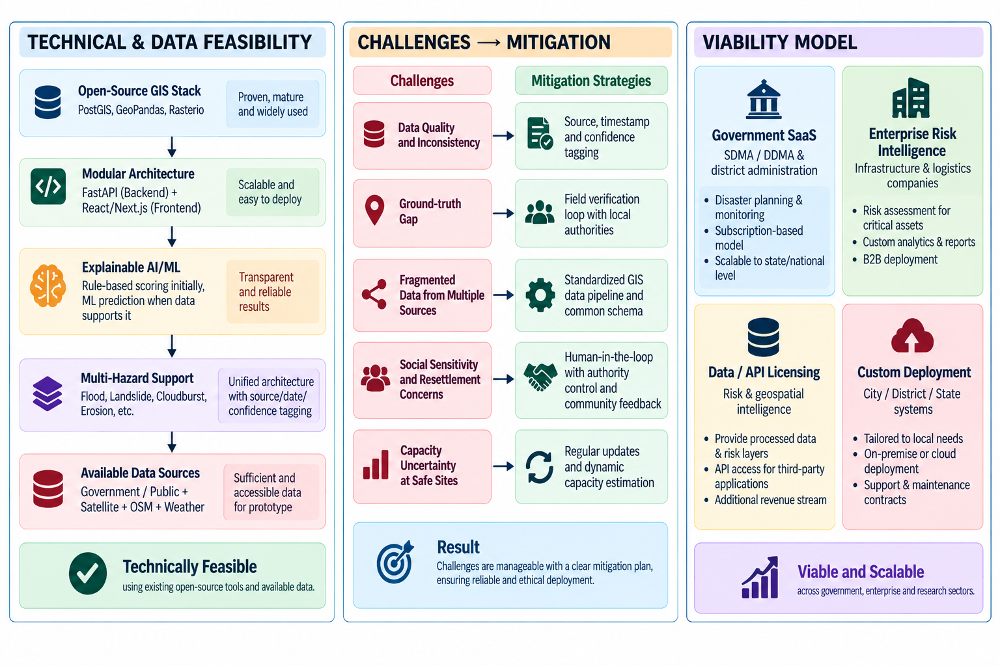 TECHNICAL & DATA FEASIBILITY
Open-Source GIS Stack
PostGIS, GeoPandas, Rasterio
Proven, mature
and widely used
Modular Architecture
FastAPI (Backend) +
React/Next.js (Frontend)
Scalable and
easy to deploy
Explainable AI/ML
Rule-based scoring initially,
ML prediction when data
supports it
Transparent
and reliable
results
Multi-Hazard Support
Flood, Landslide, Cloudburst,
Erosion, etc.
Unified architecture
with source/date/
confidence tagging
Available Data Sources
Government / Public +
Satellite + OSM + Weather
Sufficient and
accessible data
for prototype
Technically Feasible
using existing open-source tools and available data.
CHALLENGES → MITIGATION
Challenges
Mitigation Strategies
Data Quality
and Inconsistency
Source, timestamp
and confidence
tagging
Ground-truth
Gap
Field verification
loop with local
authorities
Fragmented
Data from Multiple
Sources
Standardized GIS
data pipeline and
common schema
Social Sensitivity
and Resettlement
Concerns
Human-in-the-loop
with authority
control and
community feedback
Capacity
Uncertainty
at Safe Sites
Regular updates
and dynamic
capacity estimation
Result
Challenges are manageable with a clear mitigation plan,
ensuring reliable and ethical deployment.
VIABILITY MODEL
Government SaaS
SDMA / DDMA &
district administration
• Disaster planning &
monitoring
• Subscription-based
model
• Scalable to state/national
level
Enterprise Risk
Intelligence
Infrastructure & logistics
companies
• Risk assessment for
critical assets
• Custom analytics & reports
• B2B deployment
Data / API Licensing
Risk & geospatial
intelligence
• Provide processed data
& risk layers
• API access for third-party
applications
• Additional revenue stream
Custom Deployment
City / District / State
systems
• Tailored to local needs
• On-premise or cloud
deployment
• Support & maintenance
contracts
Viable and Scalable
across government, enterprise and research sectors.